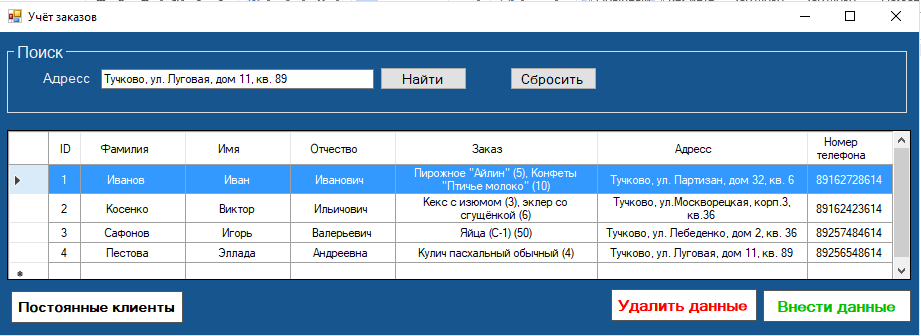 Учёт заказов
Поиск
Адресс Тучково, ул. Луговая, дом 11, кв. 89 Найти Сбросить
ID Фамилия Имя Отчество Заказ Адресс Номер телефона
1 Иванов Иван Иванович Пирожное "Айлин" (5), Конфеты "Птичье молоко" (10) Тучково, ул. Партизан, дом 32, кв. 6 89162728614
2 Косенко Виктор Ильичович Кекс с изюмом (3), эклер со сгущёнкой (6) Тучково, ул.Москворецкая, корп.3, кв.36 89162423614
3 Сафонов Игорь Валерьевич Яйца (С-1) (50) Тучково, ул. Лебеденко, дом 2, кв. 36 89257484614
4 Пестова Эллада Андреевна Кулич пасхальный обычный (4) Тучково, ул. Луговая, дом 11, кв. 89 89256548614
Постоянные клиенты Удалить данные Внести данные